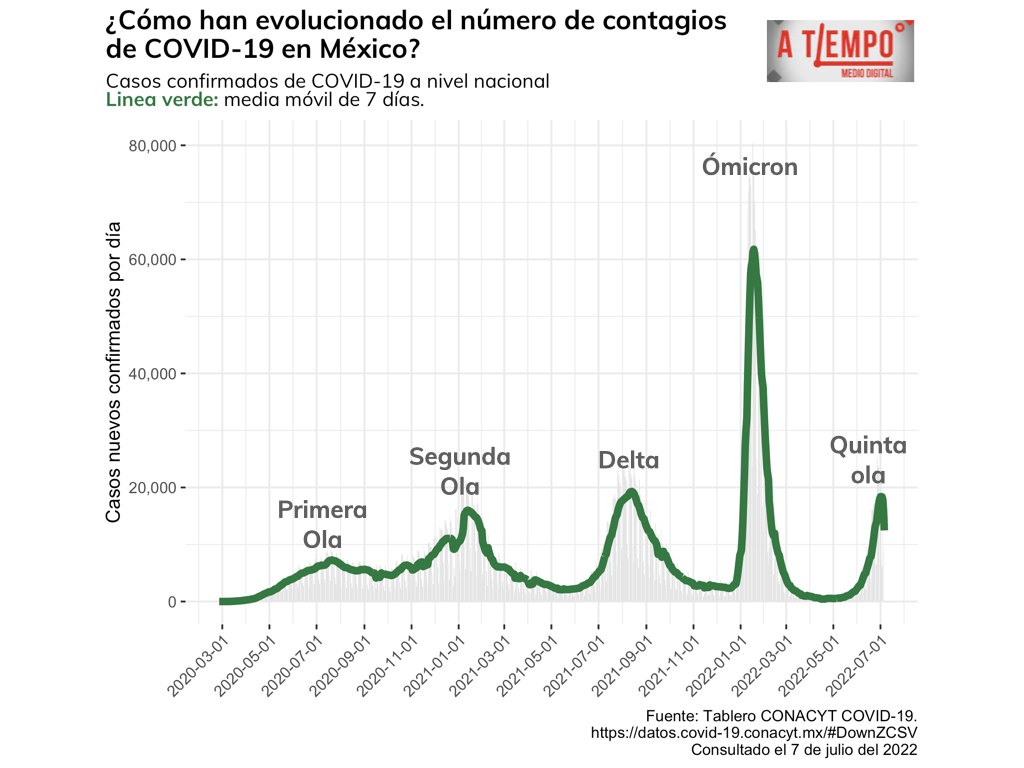 ¿Cómo han evolucionado el número de contagios
de COVID-19 en México?
A TIEMPO
MEDIO DIGITAL
Casos confirmados de COVID-19 a nivel nacional
Linea verde: media móvil de 7 días.
Casos nuevos confirmados por día
80,000
60,000
40,000
20,000
0
Primera
Ola
Segunda
Ola
Delta
Ómicron
Quinta
ola
2020-03-01
2020-05-01
2020-07-01
2020-09-01
2020-11-01
2021-01-01
2021-03-01
2021-05-01
2021-07-01
2021-09-01
2021-11-01
2022-01-01
2022-03-01
2022-05-01
2022-07-01
Fuente: Tablero CONACYT COVID-19.
https://datos.covid-19.conacyt.mx/#DownZCSV
Consultado el 7 de julio del 2022